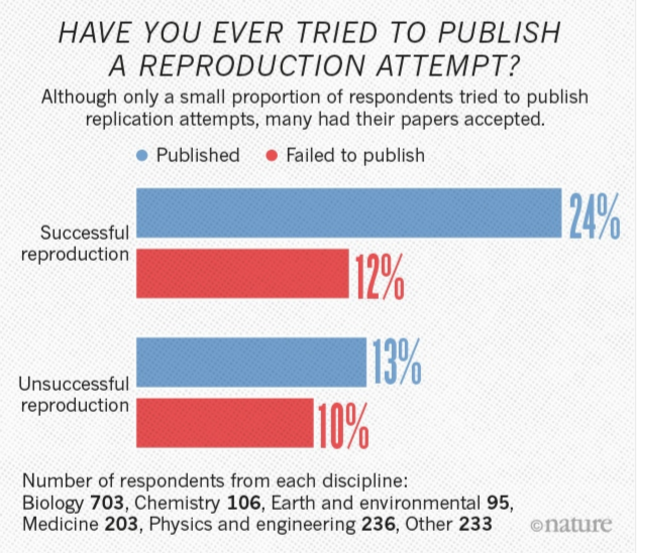 HAVE YOU EVER TRIED TO PUBLISH
A REPRODUCTION ATTEMPT?
Although only a small proportion of respondents tried to publish
replication attempts, many had their papers accepted.
Published Failed to publish
Successful
reproduction
24%
12%
Unsuccessful
reproduction
13%
10%
Number of respondents from each discipline:
Biology 703, Chemistry 106, Earth and environmental 95,
Medicine 203, Physics and engineering 236, Other 233
©nature